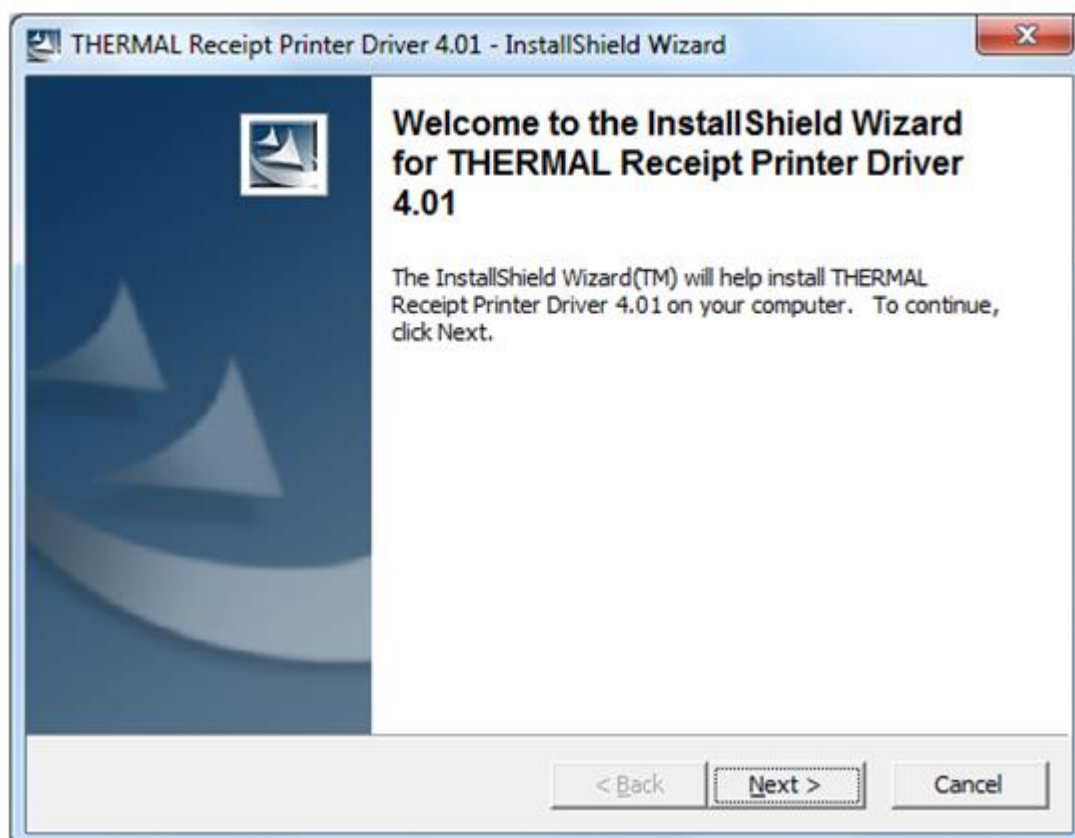 THERMAL Receipt Printer Driver 4.01 - InstallShield Wizard
Welcome to the InstallShield Wizard
for THERMAL Receipt Printer Driver
4.01
The InstallShield Wizard(TM) will help install THERMAL
Receipt Printer Driver 4.01 on your computer.   To continue,
click Next.
< Back Next > Cancel